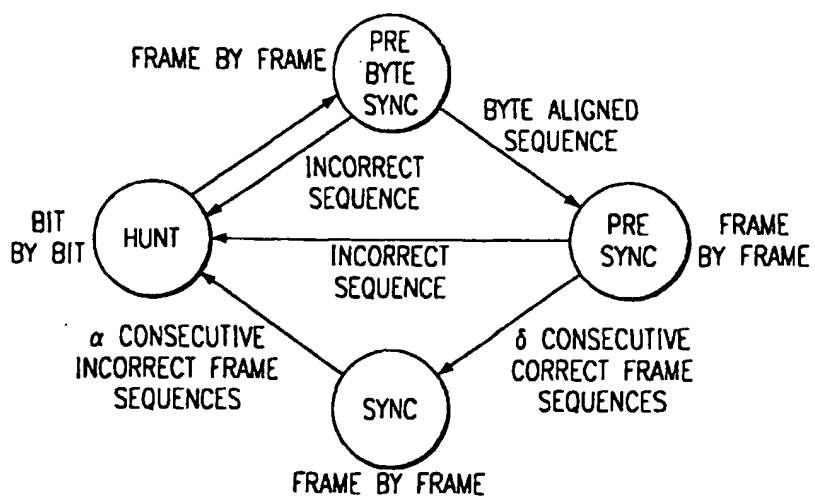 FRAME BY FRAME
PRE
BYTE
SYNC
BYTE ALIGNED
SEQUENCE
INCORRECT
SEQUENCE
BIT
BY BIT
HUNT
PRE
SYNC
FRAME
BY FRAME
INCORRECT
SEQUENCE
α CONSECUTIVE
INCORRECT FRAME
SEQUENCES
δ CONSECUTIVE
CORRECT FRAME
SEQUENCES
SYNC
FRAME BY FRAME